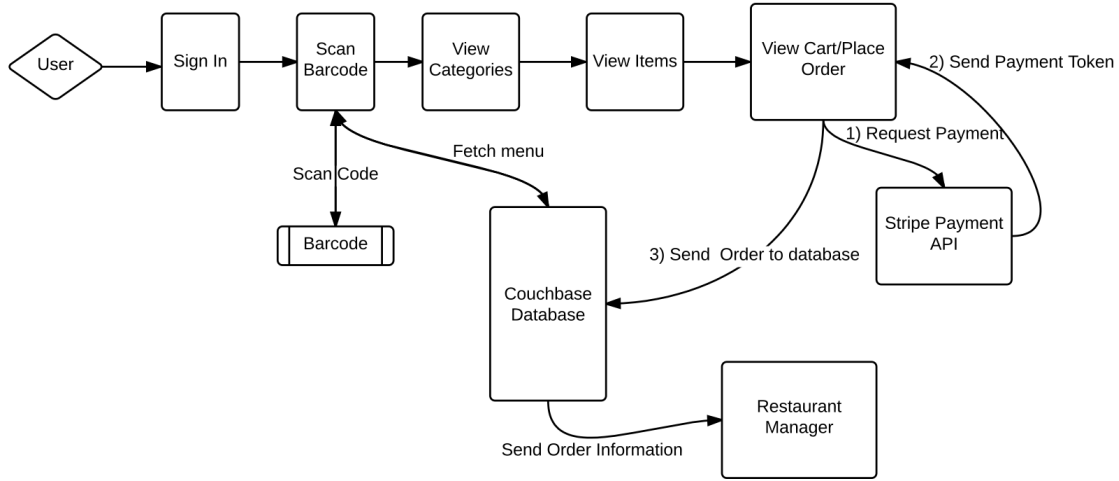 User
Sign In
Scan
Barcode
View
Categories
View Items
View Cart/Place
Order
2) Send Payment Token
1) Request Payment
Fetch menu
Scan Code
Barcode
Stripe Payment
API
3) Send  Order to database
Couchbase
Database
Restaurant
Manager
Send Order Information